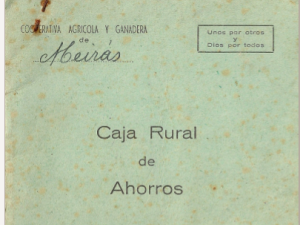 COOPERATIVA AGRICOLA Y GANADERA
de
Meirás
Unos por otros
y
Dios por todos
Caja Rural
de
Ahorros